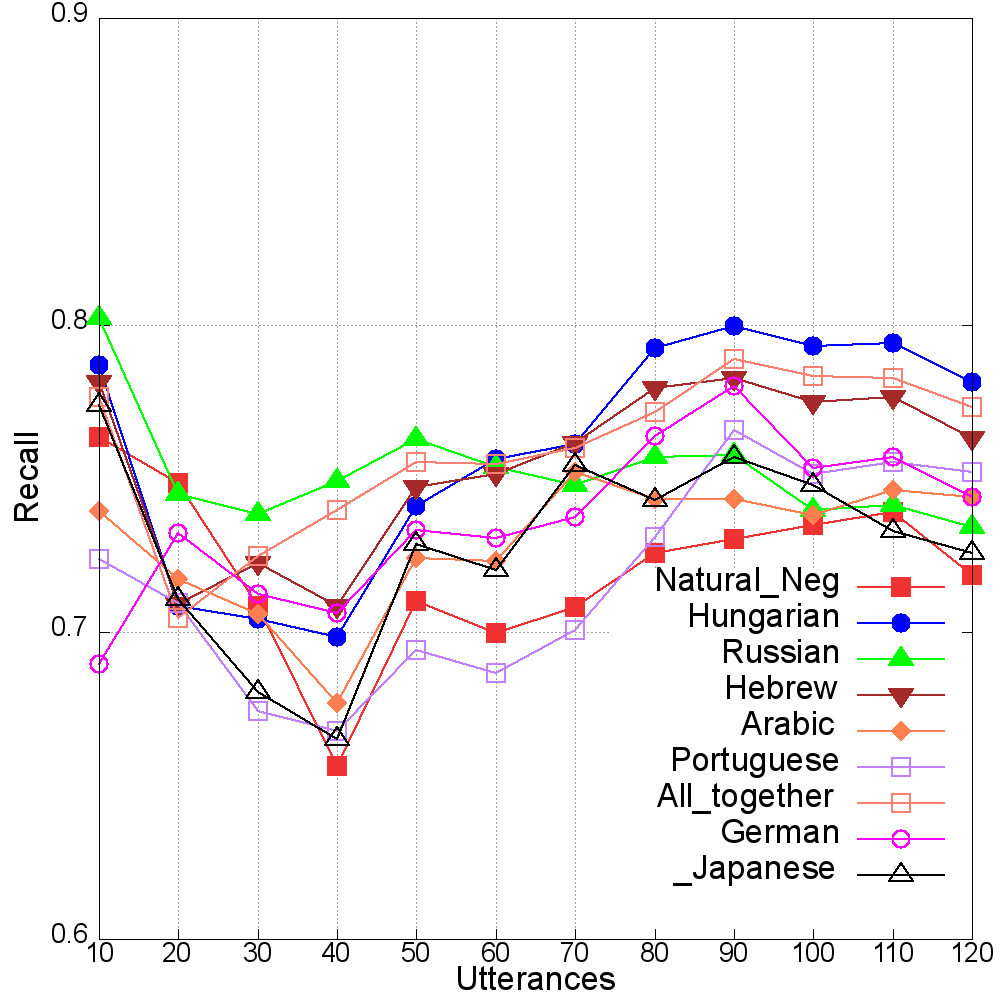 0.9
0.8
0.7
0.6
Recall
Natural_Neg
Hungarian
Russian
Hebrew
Arabic
Portuguese
All_together
German
_Japanese
10 20 30 40 50 60 70 80 90 100 110 120
Utterances